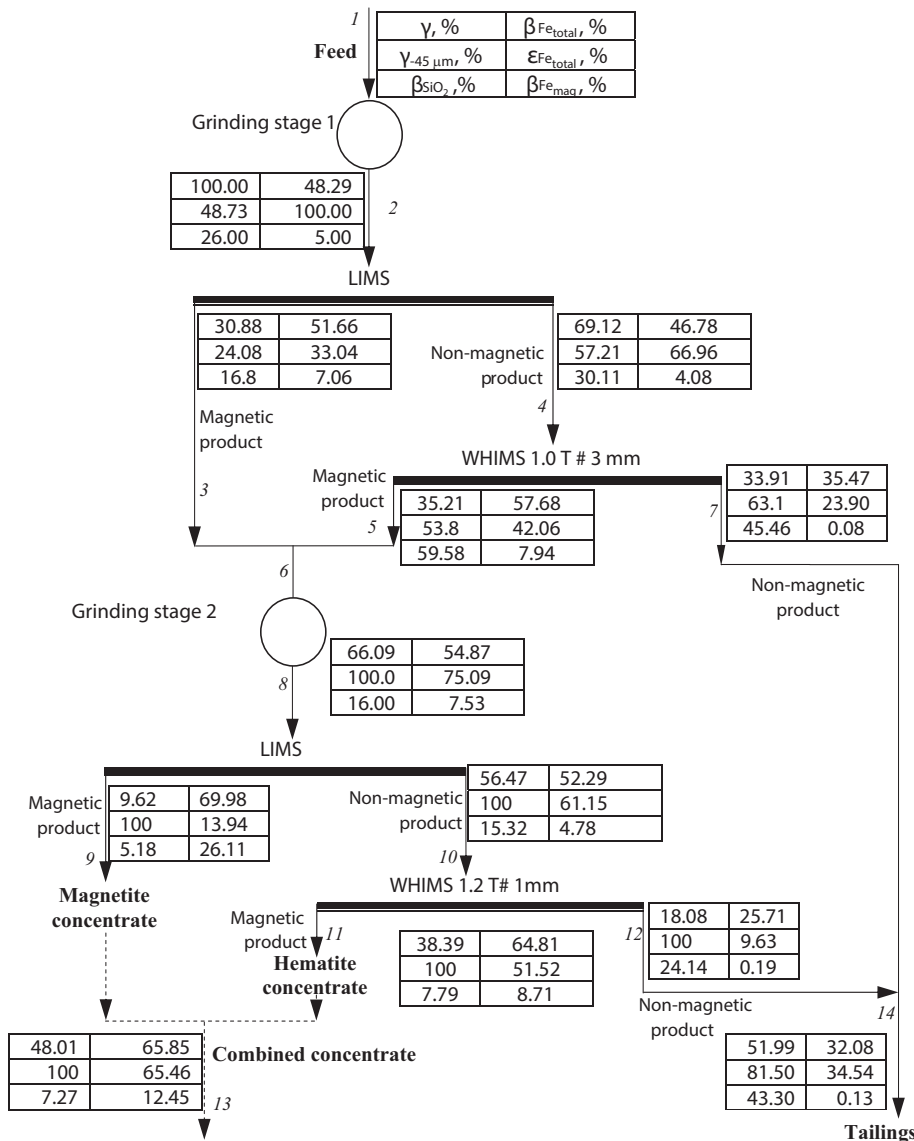 1
Feed
γ, % βFe total, %
γ-45 μm, % εFe total, %
βSiO₂, % βFe mag, %
Grinding stage 1
100.00 48.29
48.73 100.00
26.00 5.00
2
LIMS
30.88 51.66
24.08 33.04
16.8 7.06
Magnetic
product
3
Non-magnetic
product
4
69.12 46.78
57.21 66.96
30.11 4.08
WHIMS 1.0 T # 3 mm
Magnetic
product
5
35.21 57.68
53.8 42.06
59.58 7.94
7
33.91 35.47
63.1 23.90
45.46 0.08
Non-magnetic
product
6
Grinding stage 2
8
66.09 54.87
100.0 75.09
16.00 7.53
LIMS
Magnetic
product
9
9.62 69.98
100 13.94
5.18 26.11
Non-magnetic
product
10
56.47 52.29
100 61.15
15.32 4.78
Magnetite
concentrate
WHIMS 1.2 T# 1mm
Magnetic
product
11
Hematite
concentrate
38.39 64.81
100 51.52
7.79 8.71
12
18.08 25.71
100 9.63
24.14 0.19
Non-magnetic
product
14
48.01 65.85
100 65.46
7.27 12.45
Combined concentrate
13
51.99 32.08
81.50 34.54
43.30 0.13
Tailings